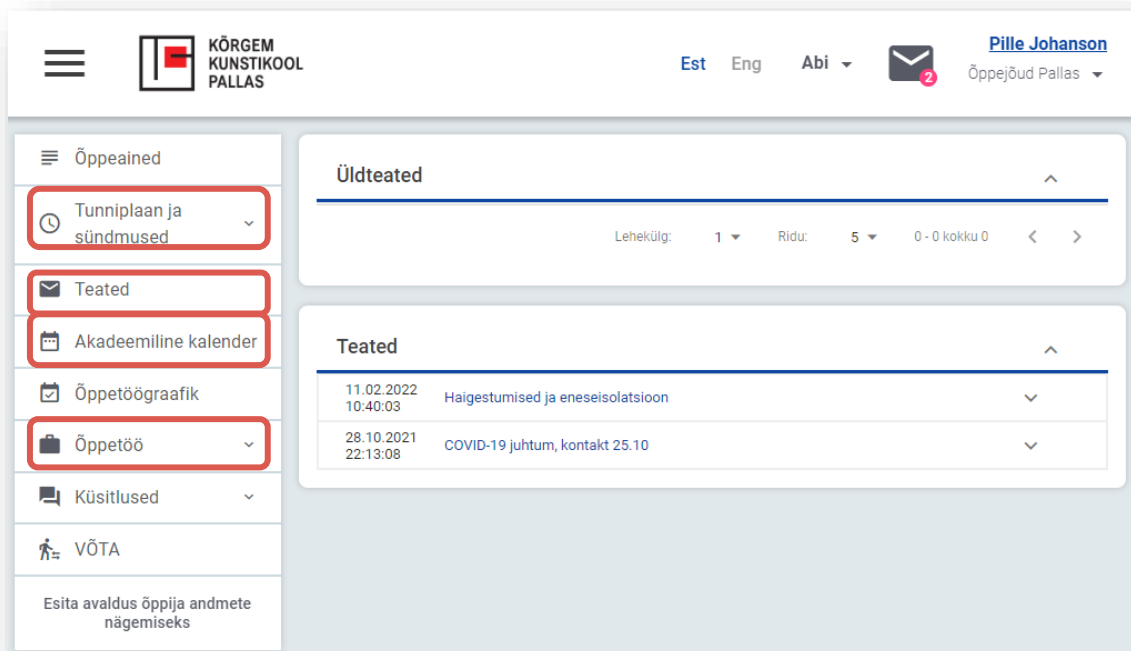 KÕRGEM
KUNSTIKOOL
PALLAS
Est Eng Abi
2
Pille Johanson
Õppejõud Pallas
Õppeained
Tunniplaan ja
sündmused
Teated
Akadeemiline kalender
Õppetöögraafik
Õppetöö
Küsitlused
VÕTA
Esita avaldus õppija andmete
nägemiseks
Üldteated
Lehekülg: 1 Ridu: 5 0 - 0 kokku 0
Teated
11.02.2022
10:40:03
Haigestumised ja eneseisolatsioon
28.10.2021
22:13:08
COVID-19 juhtum, kontakt 25.10